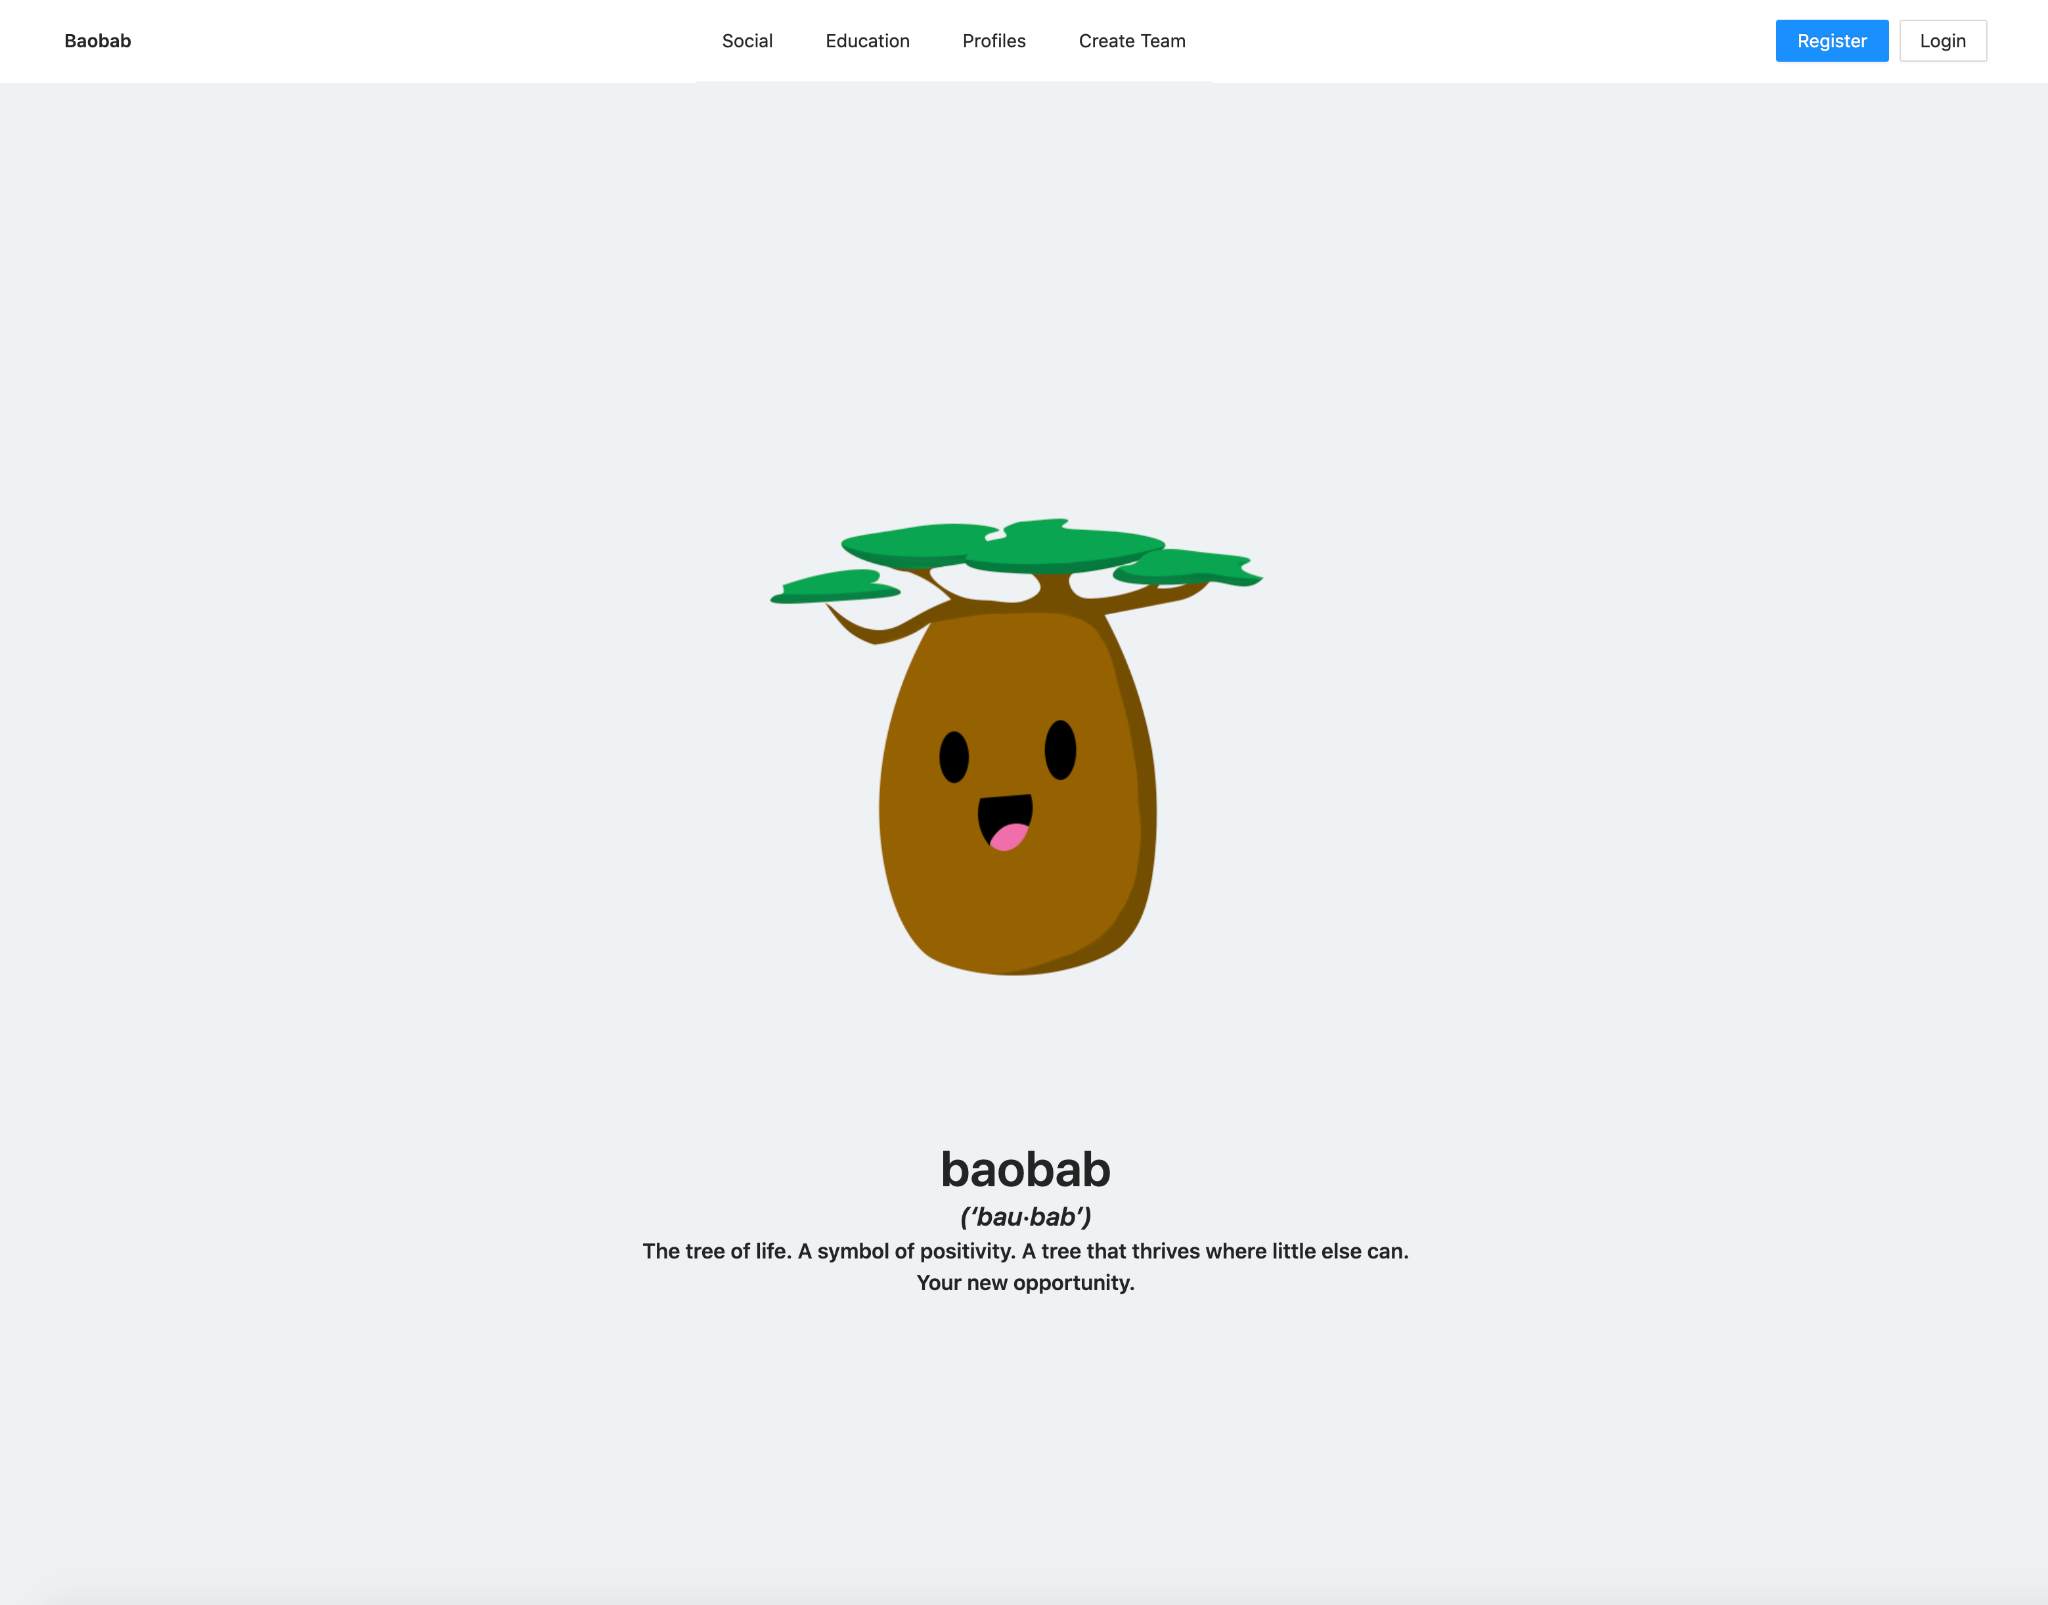 Baobab
Social Education Profiles Create Team
Register Login
baobab
(‘bau·bab’)
The tree of life. A symbol of positivity. A tree that thrives where little else can.
Your new opportunity.